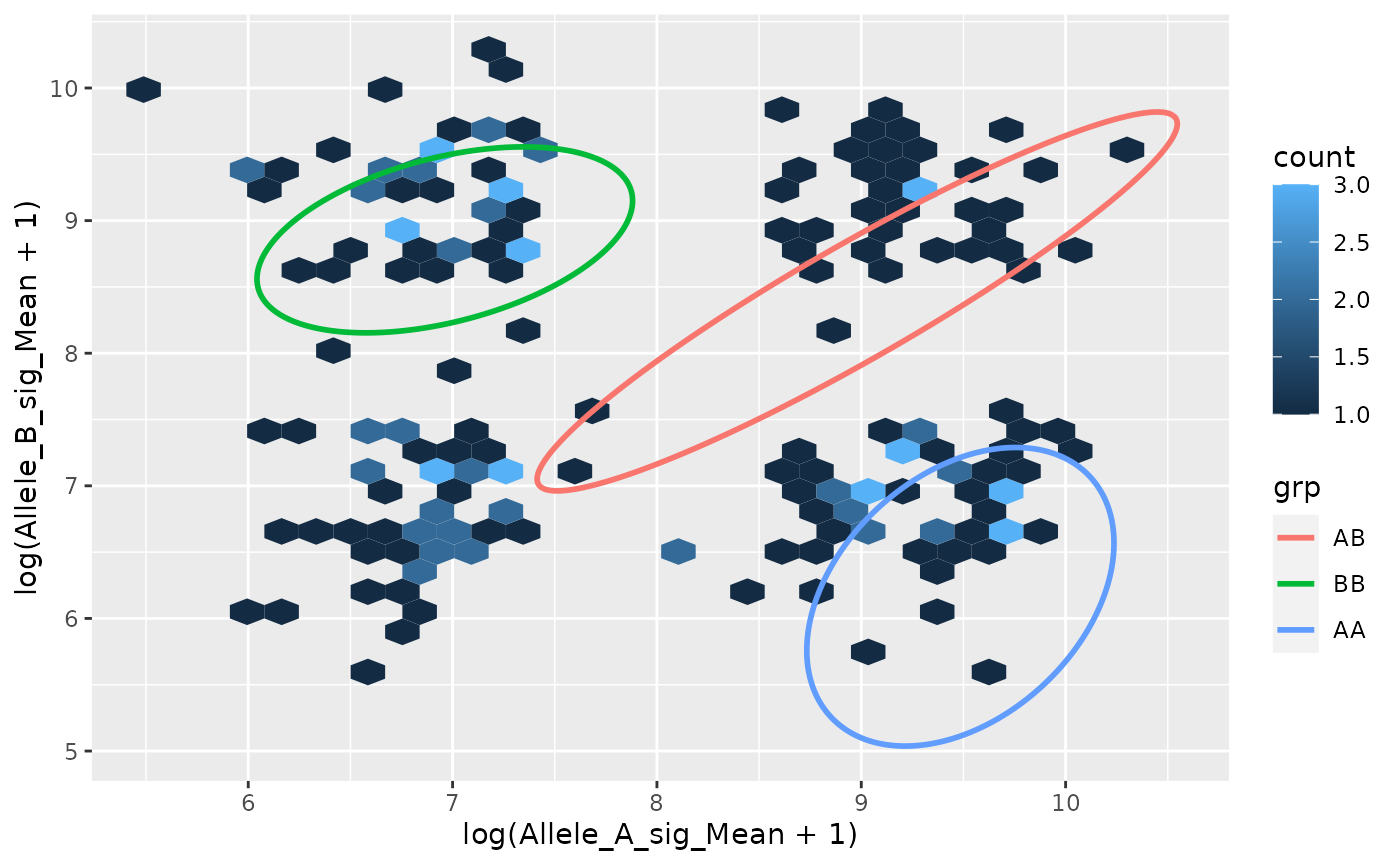 log(Allele_B_sig_Mean + 1)
10
9
8
7
6
5
6 7 8 9 10
log(Allele_A_sig_Mean + 1)
count
3.0
2.5
2.0
1.5
1.0
grp
AB
BB
AA